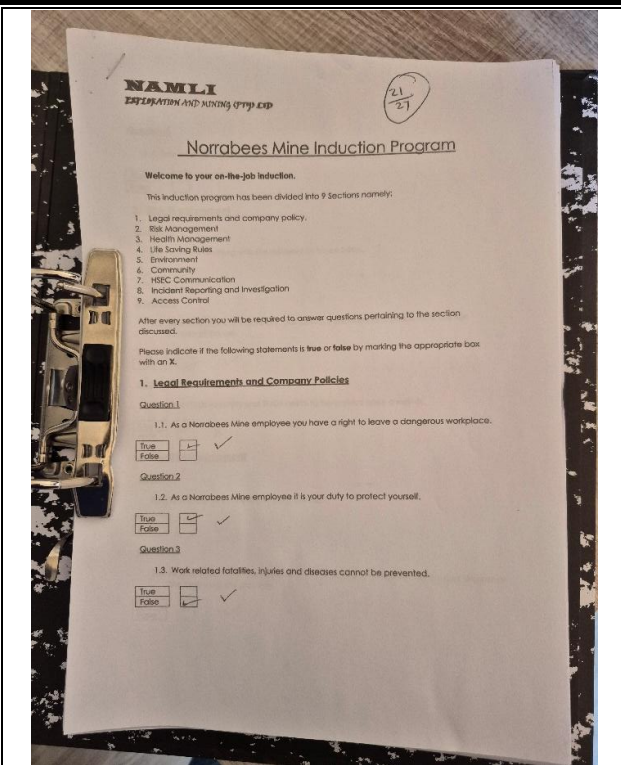 NAMLI
EXPLORATION AND MINING (PTY) LTD
21
27
Norrabees Mine Induction Program
Welcome to your on-the-job induction.
This induction program has been divided into 9 Sections namely:
1. Legal requirements and company policy.
2. Risk Management
3. Health Management
4. Life Saving Rules
5. Environment
6. Community
7. HSEC Communication
8. Incident Reporting and Investigation
9. Access Control
After every section you will be required to answer questions pertaining to the section
discussed.
Please indicate if the following statements is true or false by marking the appropriate box
with an X.
1. Legal Requirements and Company Policies
Question 1
1.1. As a Norrabees Mine employee you have a right to leave a dangerous workplace.
True
False
Question 2
1.2. As a Norrabees Mine employee it is your duty to protect yourself.
True
False
Question 3
1.3. Work related fatalities, injuries and diseases cannot be prevented.
True
False